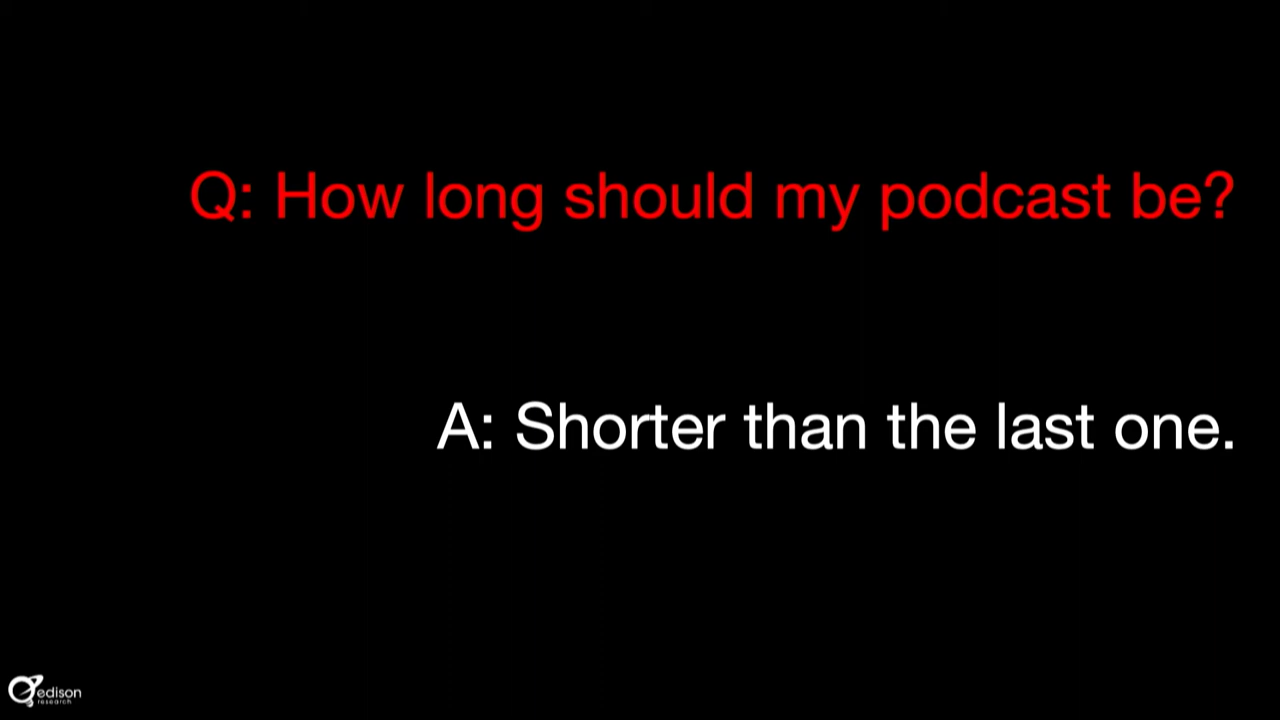 Q: How long should my podcast be?
A: Shorter than the last one.
edison
research